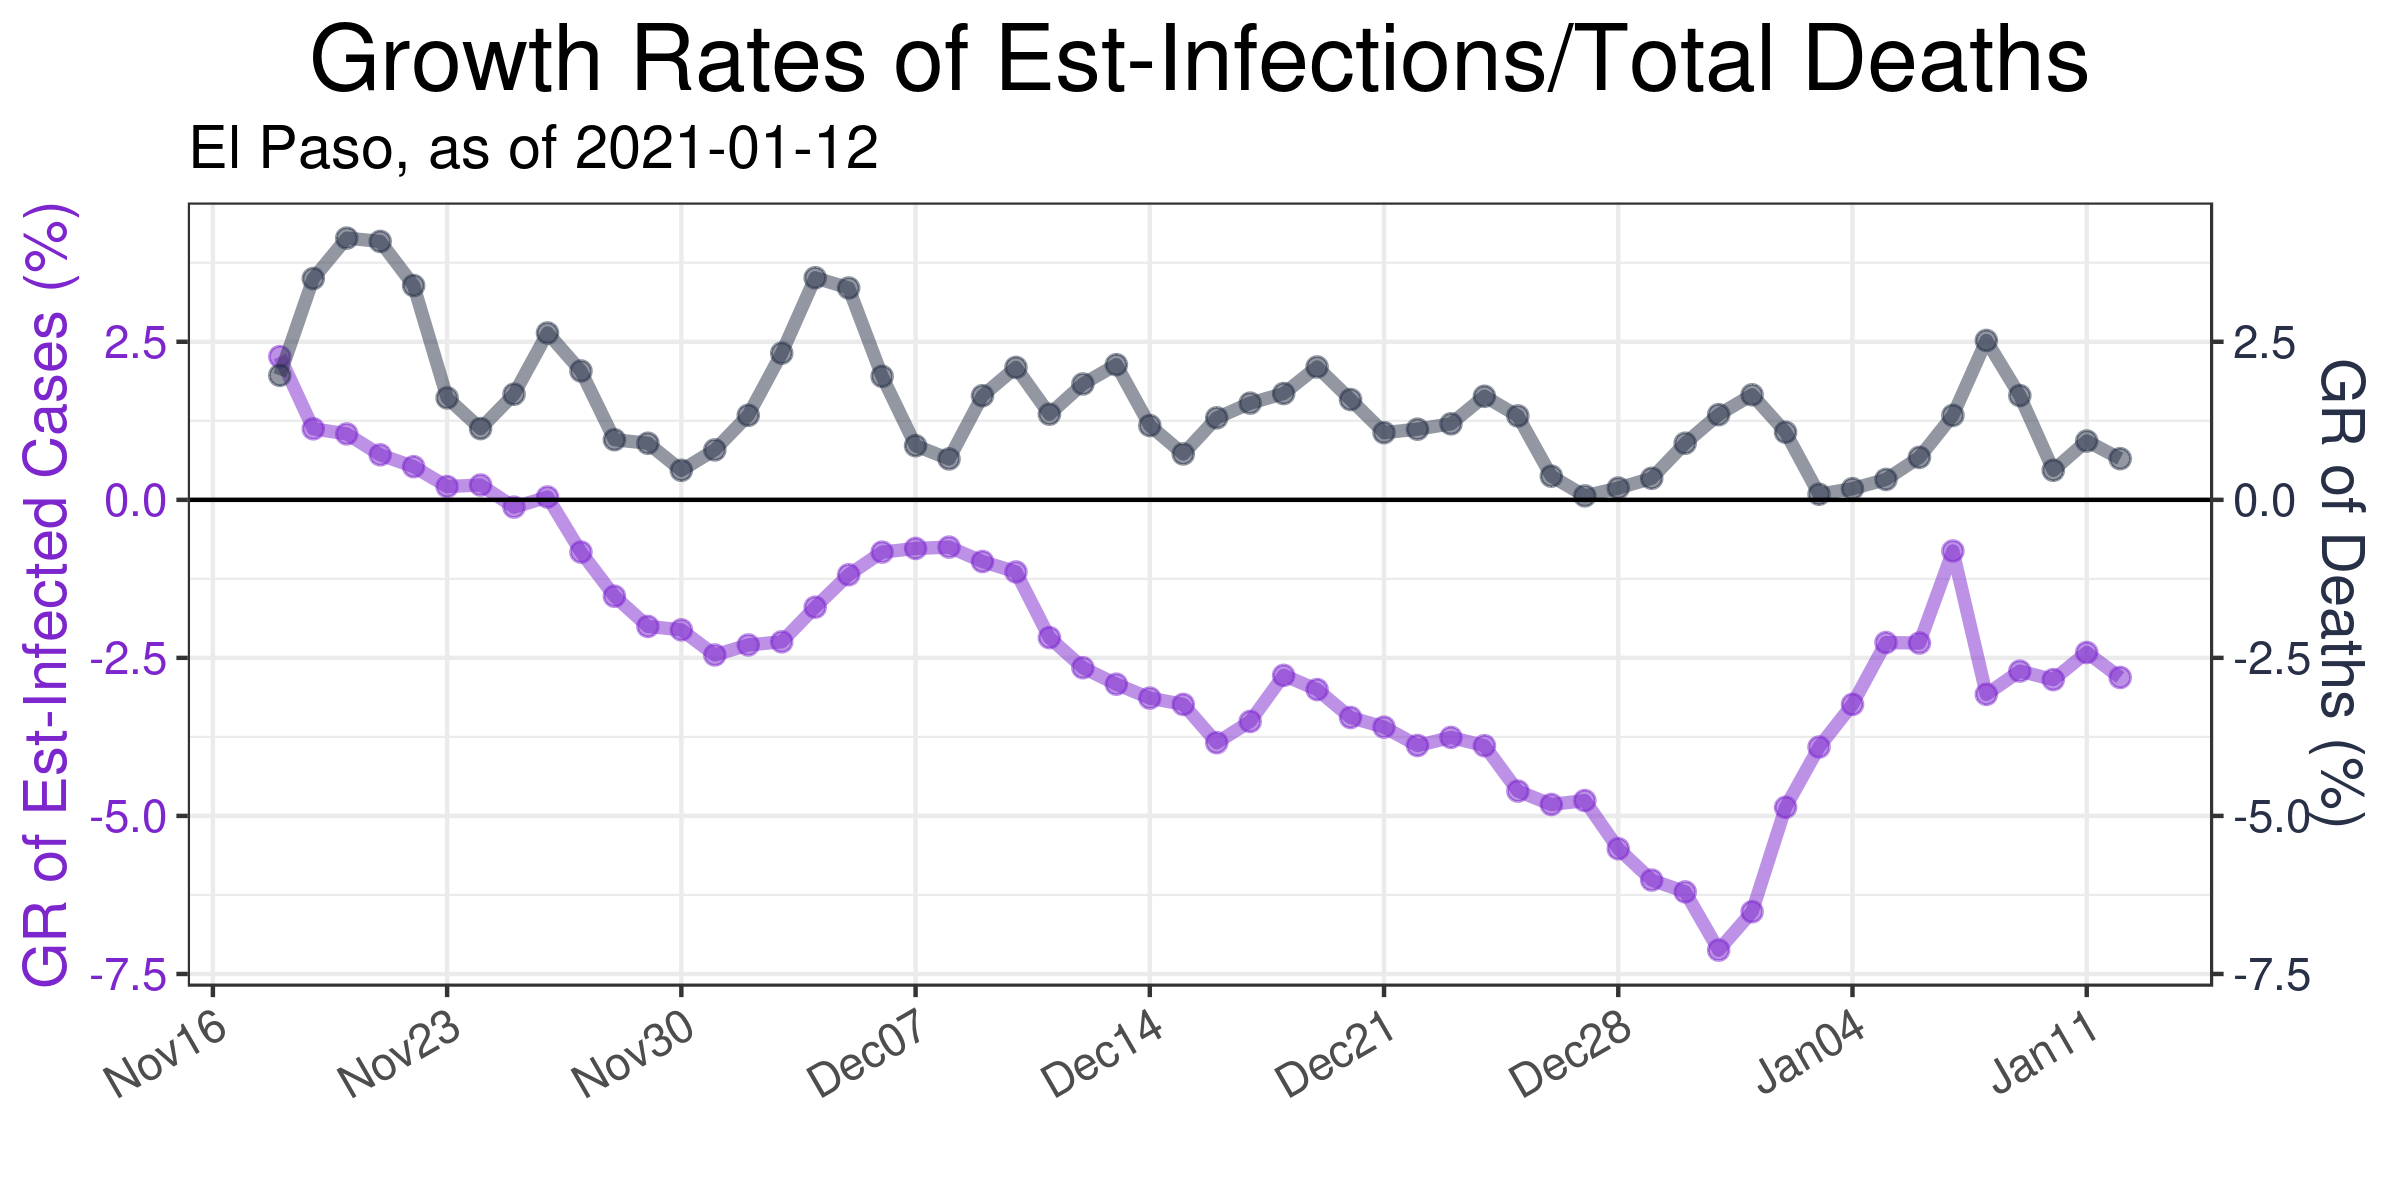 Growth Rates of Est-Infections/Total Deaths
El Paso, as of 2021-01-12
GR of Est-Infected Cases (%)
2.5
0.0
-2.5
-5.0
-7.5
2.5
0.0
-2.5
-5.0
-7.5
GR of Deaths (%)
Nov16
Nov23
Nov30
Dec07
Dec14
Dec21
Dec28
Jan04
Jan11